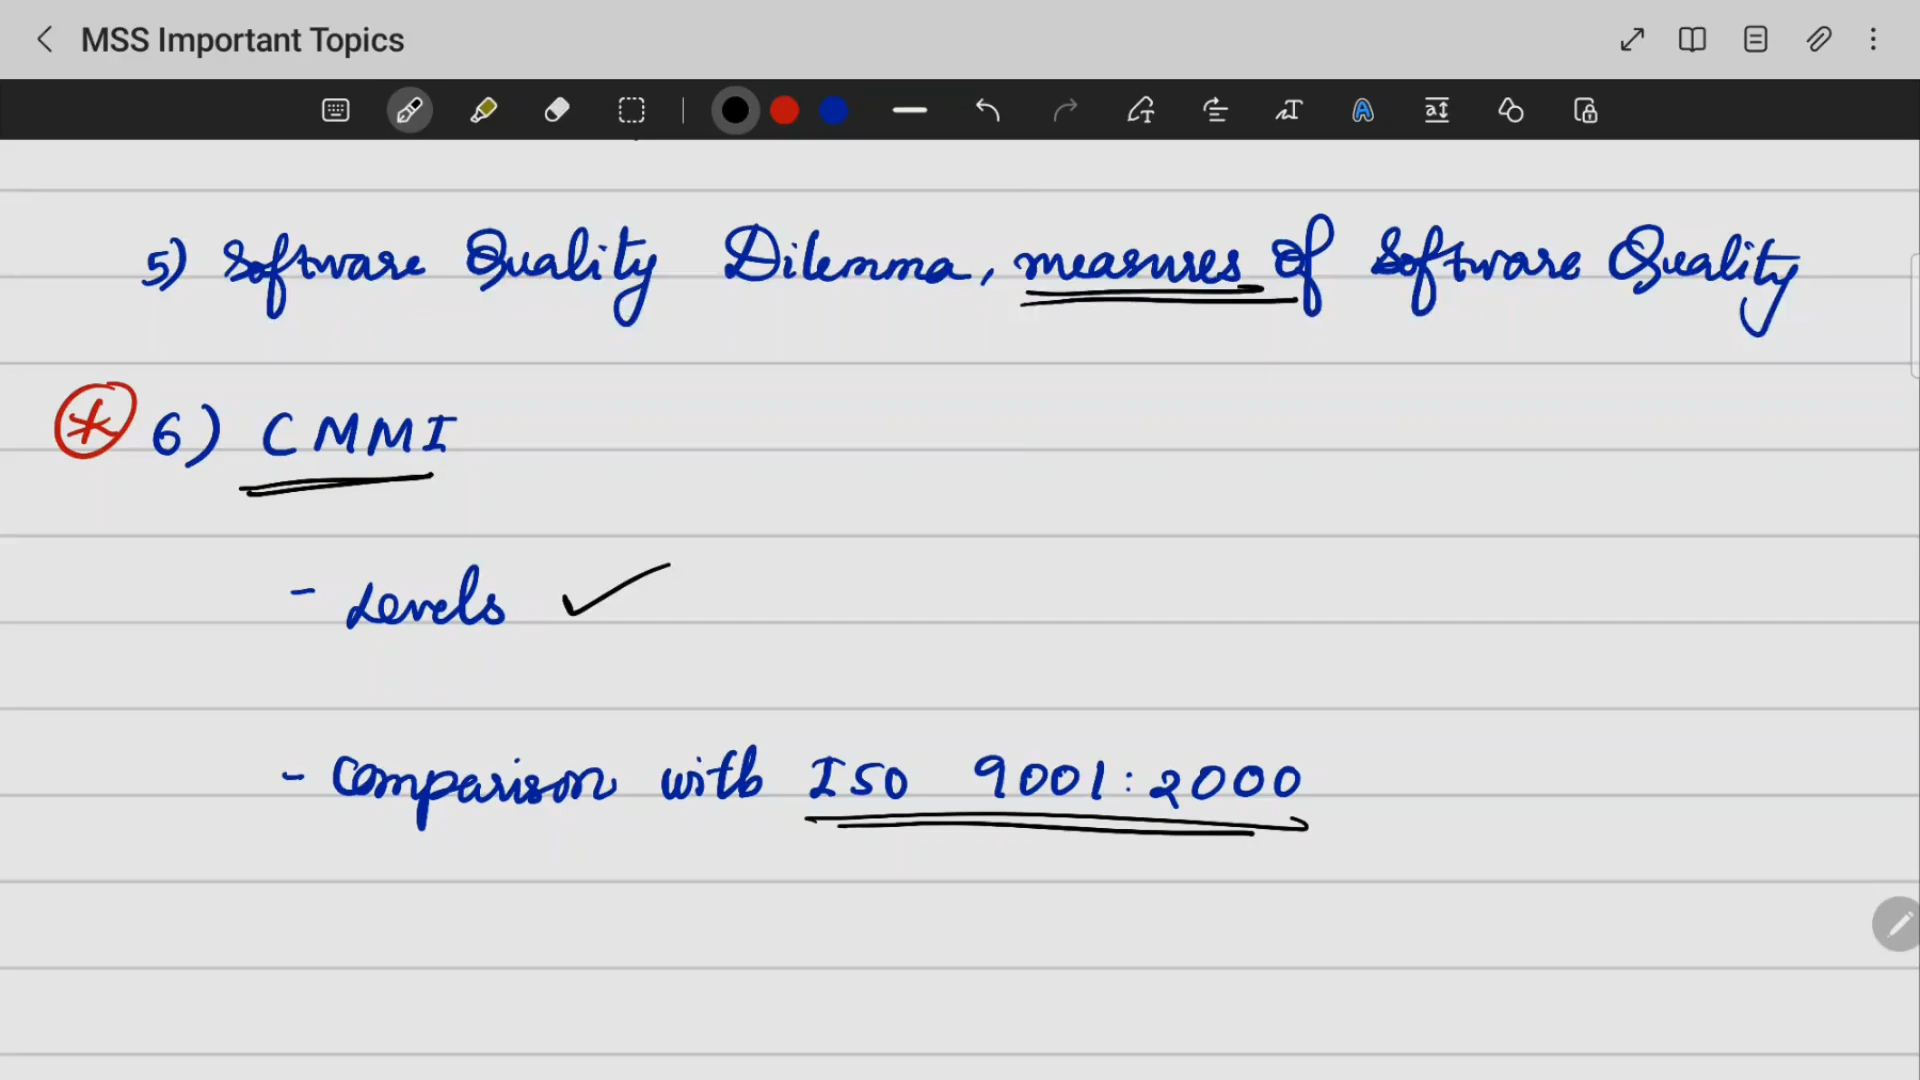 MSS Important Topics
5) Software Quality Dilemma, measures of Software Quality
* 6) CMMI
- Levels ✓
- Comparison with ISO 9001:2000